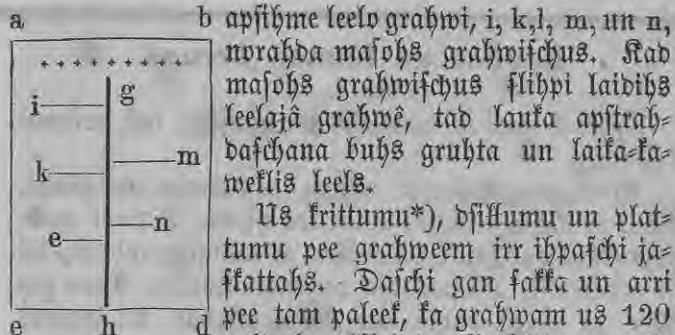 a
b
+ + + + + + + + +
g
i
m
k
n
e
e
h
d
apſihme leelo grahwi, i, k,l, m, un n,
norahda maſohs grahwiſchus. Kad
maſohs grahwiſchus ſlihpi laidihs
leelajâ grahwê, tad lauka apſtrah⸗
daſchana buhs gruhta un laika⸗ka⸗
weklis leels.
Us krittumu*), dſiſſumu un plat⸗
tumu pee grahweem irr ihpaſchi ja⸗
ſkattahs. Daſchi gan ſakka un arri
pee tam paleek, ka grahwam us 120